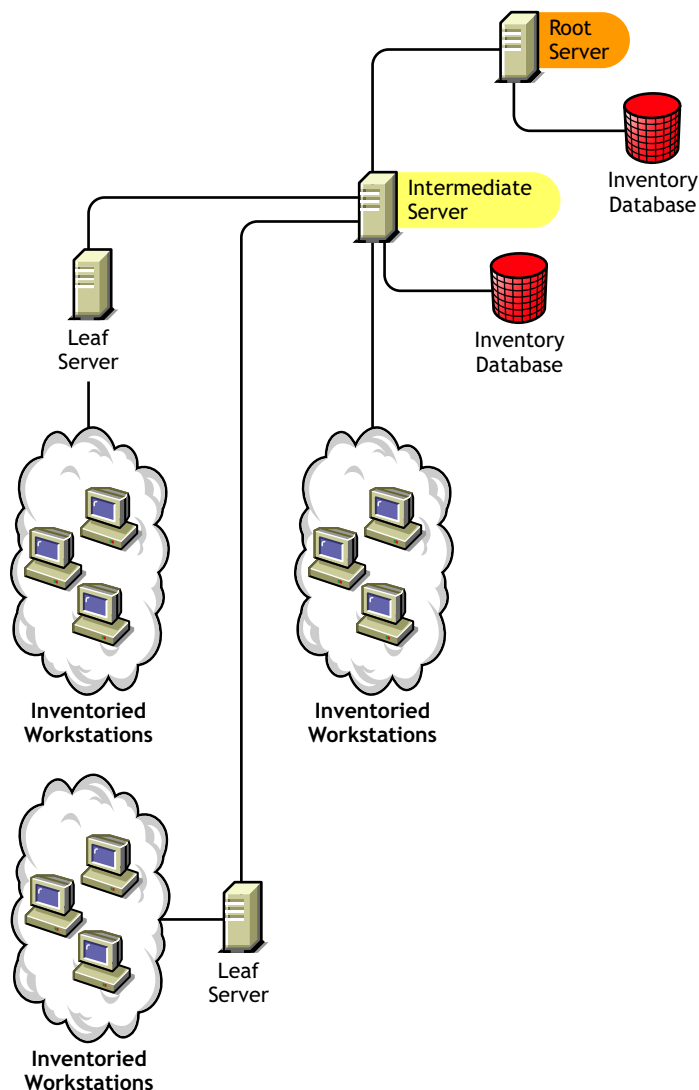 Root
Server
Inventory
Database
Intermediate
Server
Inventory
Database
Leaf
Server
Inventoried
Workstations
Inventoried
Workstations
Leaf
Server
Inventoried
Workstations